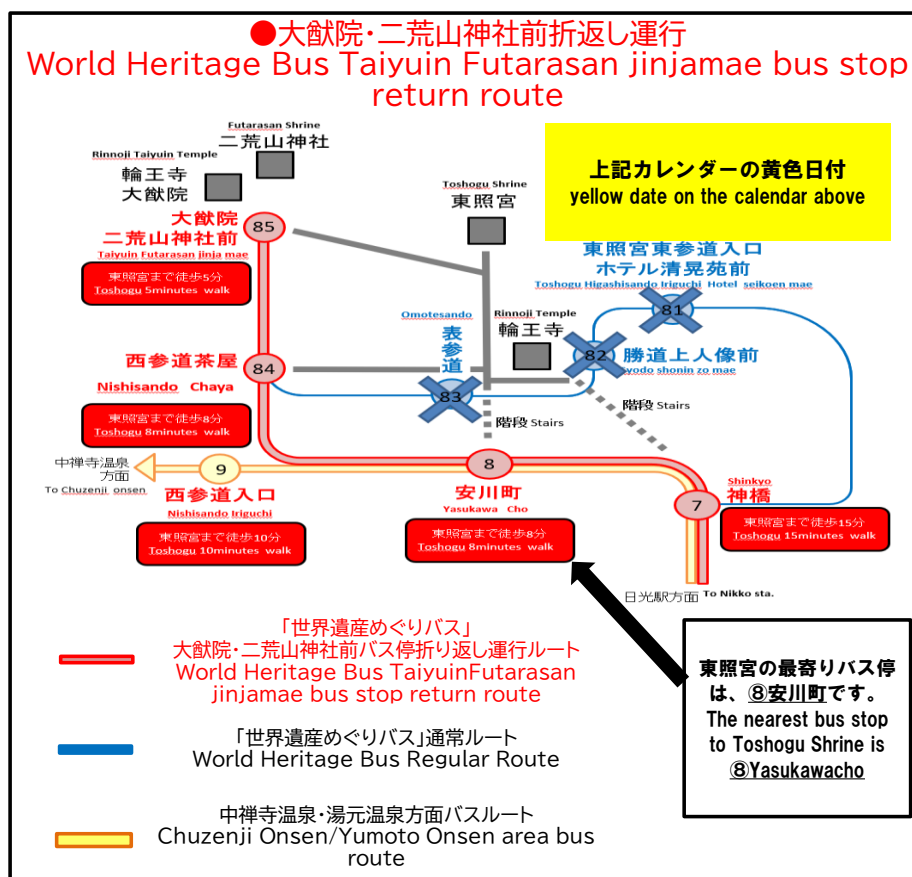 ●大猷院・二荒山神社前折返し運行
World Heritage Bus Taiyuin Futarasan jinjamae bus stop
return route
Futarasan Shrine
二荒山神社
Rinnoji Taiyuin Temple
輪王寺
大猷院
Toshogu Shrine
東照宮
上記カレンダーの黄色日付
yellow date on the calendar above
大猷院
二荒山神社前
Taiyuin Futarasan jinja mae
85
東照宮まで徒歩5分
Toshogu 5minutes walk
東照宮東参道入口
ホテル清晃苑前
Toshogu Higashisando Iriguchi Hotel seikoen mae
81
Omotesando
表参道
83
Rinnoji Temple
輪王寺
82
勝道上人像前
yodo shonin zo mae
西参道茶屋
84
Nishisando Chaya
東照宮まで徒歩8分
Toshogu 8minutes walk
階段 Stairs
階段 Stairs
中禅寺温泉
方面
To Chuzenji onsen
9
西参道入口
Nishisando Iriguchi
東照宮まで徒歩10分
Toshogu 10minutes walk
8
安川町
Yasukawa Cho
東照宮まで徒歩8分
Toshogu 8minutes walk
Shinkyo
神橋
7
東照宮まで徒歩15分
Toshogu 15minutes walk
日光駅方面 To Nikko sta.
「世界遺産めぐりバス」
大猷院・二荒山神社前バス停折り返し運行ルート
World Heritage Bus TaiyuinFutarasan
jinjamae bus stop return route
「世界遺産めぐりバス」通常ルート
World Heritage Bus Regular Route
中禅寺温泉・湯元温泉方面バスルート
Chuzenji Onsen/Yumoto Onsen area bus
route
東照宮の最寄りバス停
は、⑧安川町です。
The nearest bus stop
to Toshogu Shrine is
⑧Yasukawacho